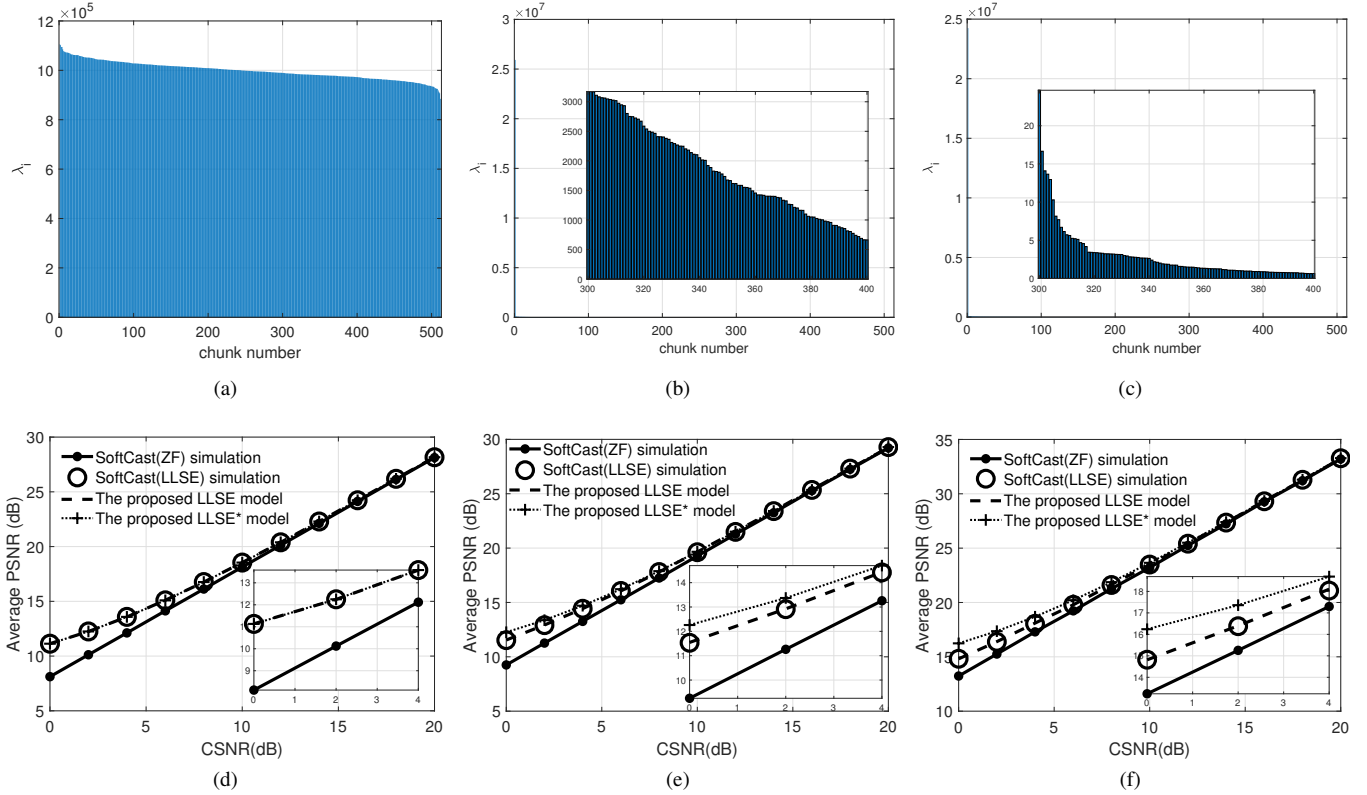 ×10⁵
12
10
8
6
4
2
0
λi
0 100 200 300 400 500
chunk number
(a)
×10⁷
3
2.5
2
1.5
1
0.5
0
λi
3000
2500
2000
1500
1000
500
0
300 320 340 360 380 400
0 100 200 300 400 500
chunk number
(b)
×10⁷
2.5
2
1.5
1
0.5
0
λi
20
15
10
5
0
300 320 340 360 380 400
0 100 200 300 400 500
chunk number
(c)
30
25
20
15
10
5
Average PSNR (dB)
SoftCast(ZF) simulation
SoftCast(LLSE) simulation
The proposed LLSE model
The proposed LLSE* model
13
12
11
10
9
0 1 2 3 4
0 5 10 15 20
CSNR(dB)
(d)
30
25
20
15
10
5
Average PSNR (dB)
SoftCast(ZF) simulation
SoftCast(LLSE) simulation
The proposed LLSE model
The proposed LLSE* model
14
13
12
11
10
0 1 2 3 4
0 5 10 15 20
CSNR(dB)
(e)
35
30
25
20
15
10
Average PSNR (dB)
SoftCast(ZF) simulation
SoftCast(LLSE) simulation
The proposed LLSE model
The proposed LLSE* model
18
17
16
15
14
0 1 2 3 4
0 5 10 15 20
CSNR(dB)
(f)